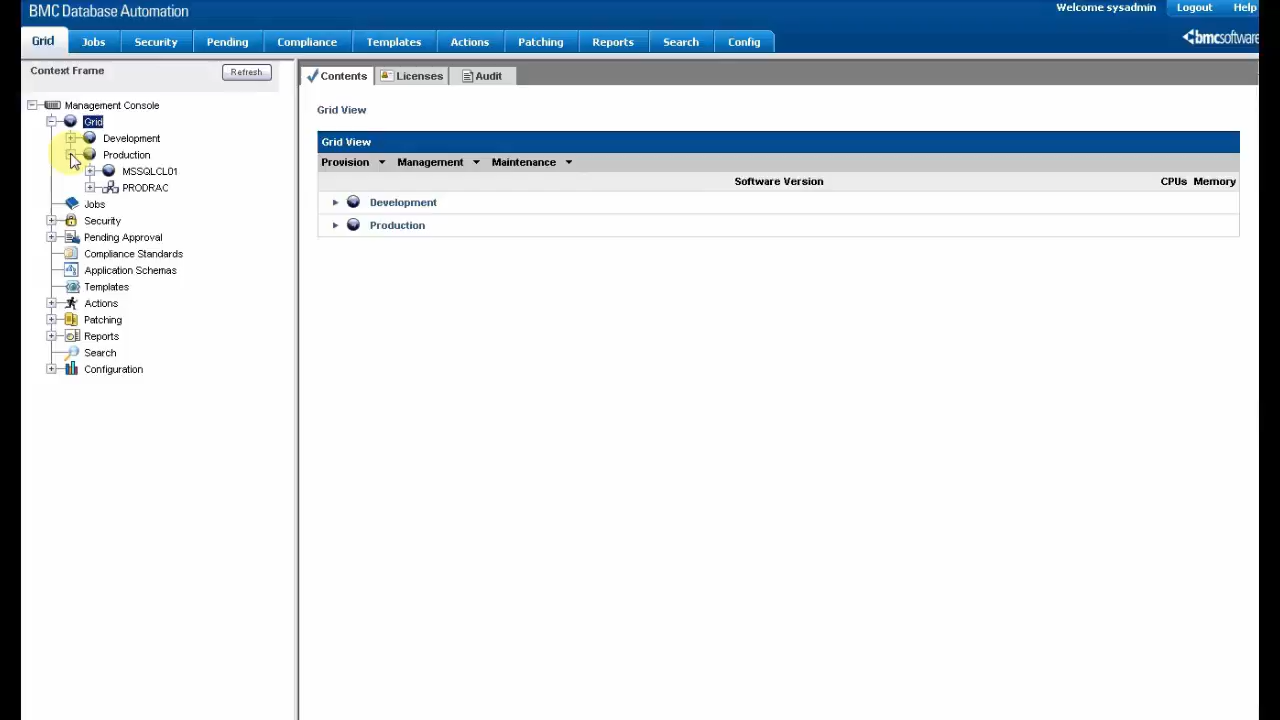 BMC Database Automation
Welcome sysadmin Logout Help
Grid Jobs Security Pending Compliance Templates Actions Patching Reports Search Config
bmcsoftware
Context Frame Refresh
Contents Licenses Audit
Management Console
Grid
Development
Production
MSSQLCL01
PRODRAC
Jobs
Security
Pending Approval
Compliance Standards
Application Schemas
Templates
Actions
Patching
Reports
Search
Configuration
Grid View
Grid View
Provision Management Maintenance
Software Version CPUs Memory
Development
Production